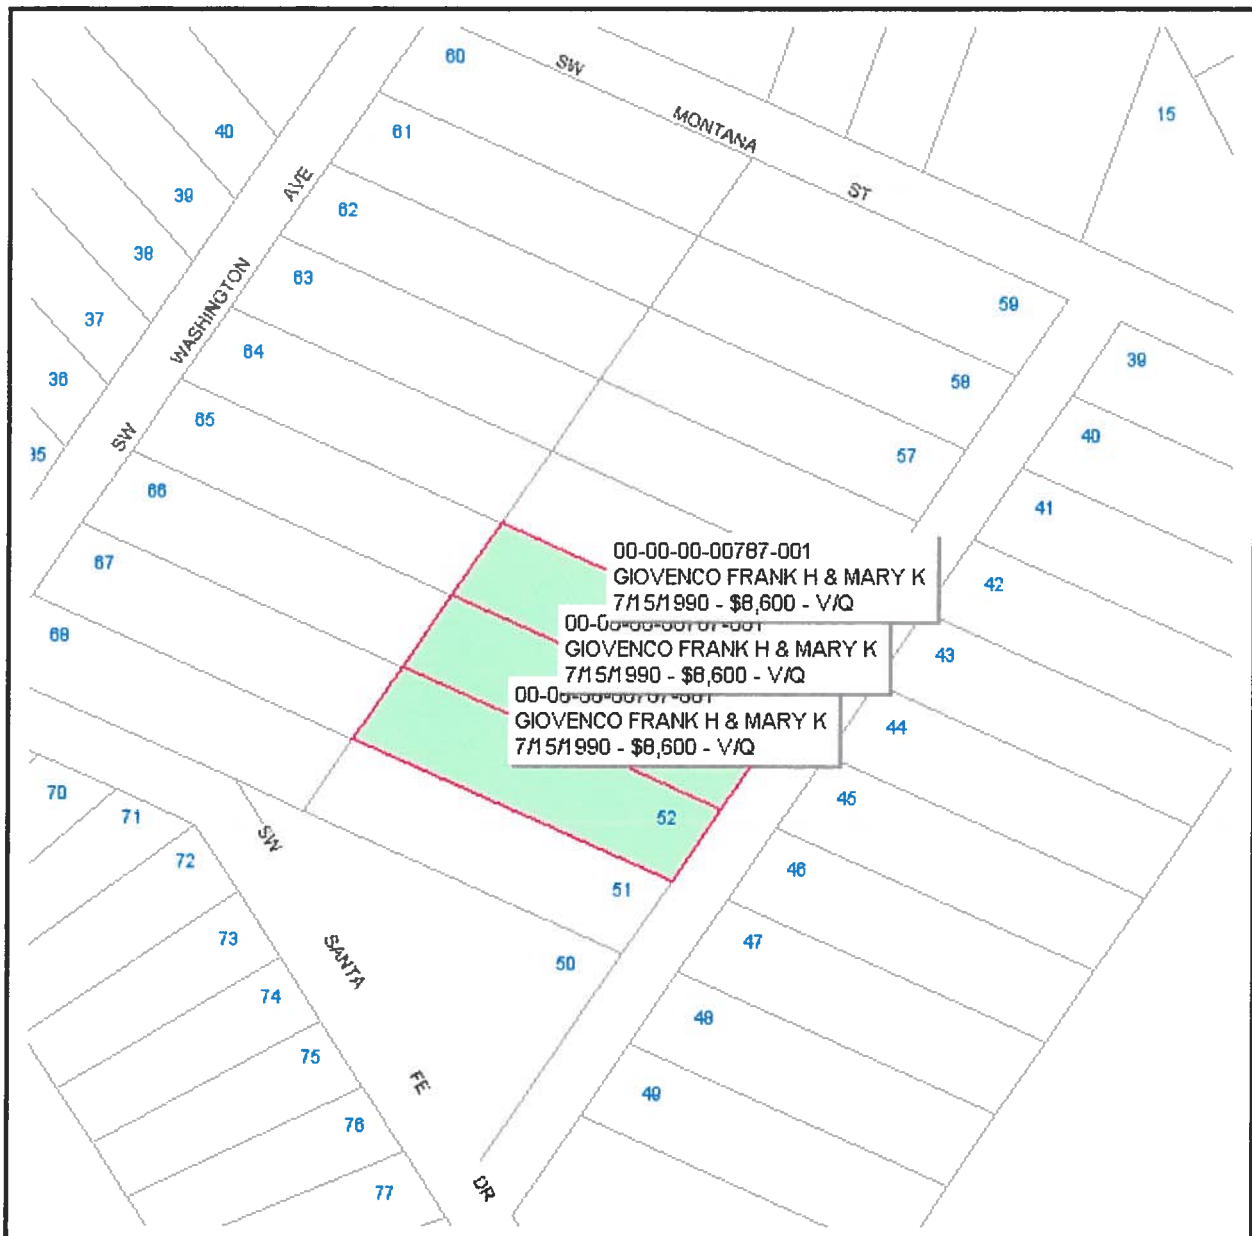 60
SW
MONTANA
ST
15
61
40
62
39
AVE
38
WASHINGTON
63
59
37
64
39
36
58
65
40
SW
57
66
41
00-00-00-00787-001
GIOVENCO FRANK H & MARY K
7/15/1990 - $8,600 - V/Q
67
42
GIOVENCO FRANK H & MARY K
7/15/1990 - $8,600 - V/Q
68
43
GIOVENCO FRANK H & MARY K
7/15/1990 - $8,600 - V/Q
44
70
71
SW
52
45
72
51
46
73
SANTA
50
47
74
48
75
FE
49
76
77
DR